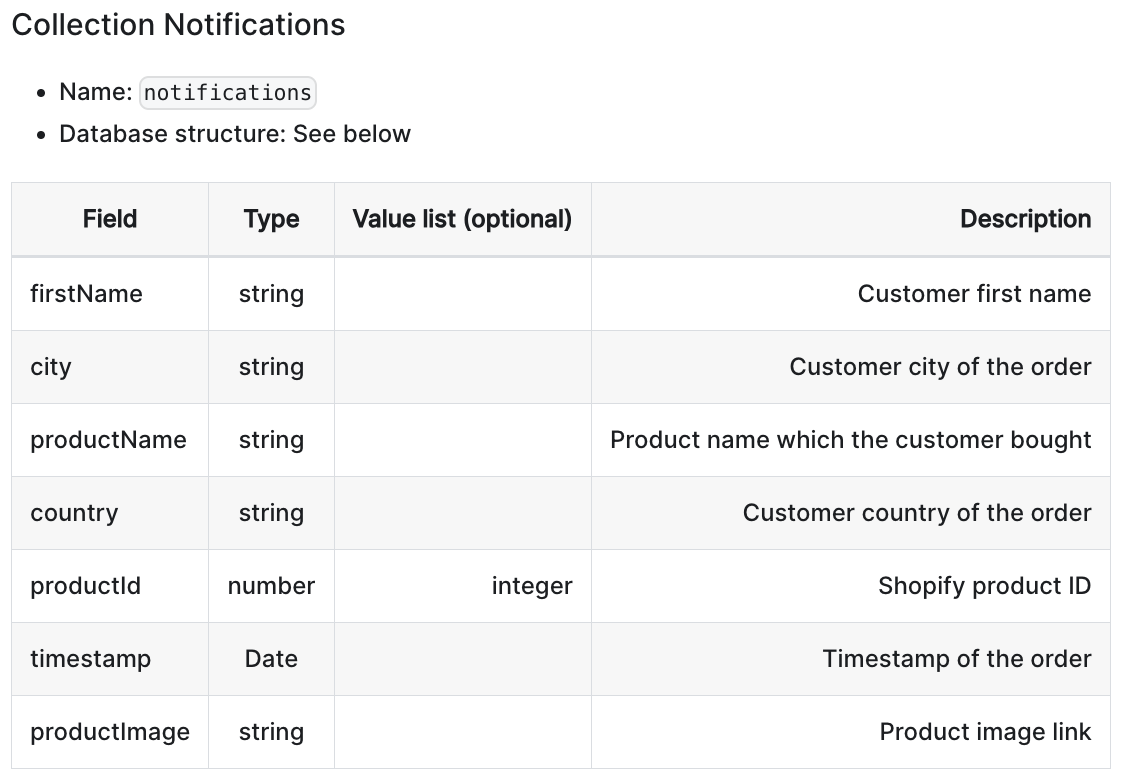 Collection Notifications
Name: notifications
Database structure: See below
Field Type Value list (optional) Description
firstName string Customer first name
city string Customer city of the order
productName string Product name which the customer bought
country string Customer country of the order
productId number integer Shopify product ID
timestamp Date Timestamp of the order
productImage string Product image link